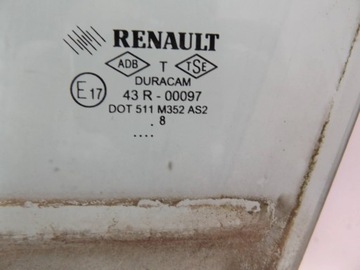 RENAULT
ADB T TSE
DURACAM
E17 43 R - 00097
DOT 511 M352 AS2
. 8
....